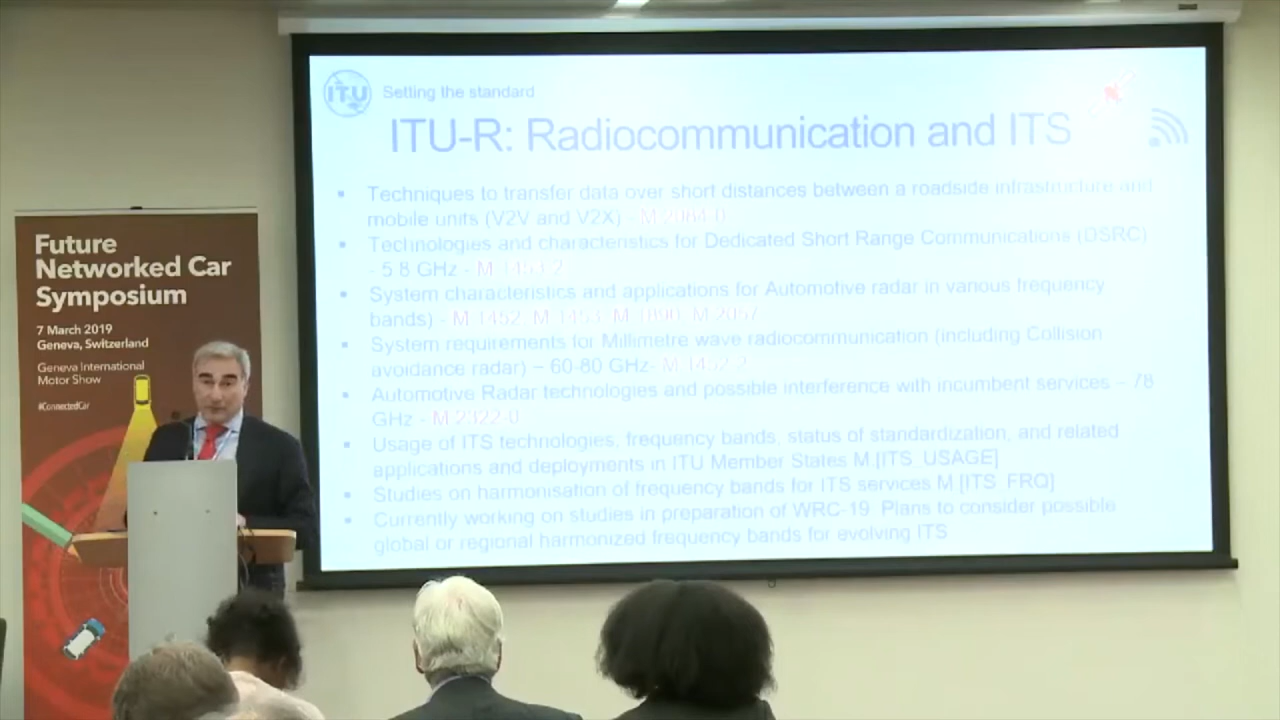 Future
Networked Car
Symposium
7 March 2019
Geneva, Switzerland
Geneva International
Motor Show
#ConnectedCar
ITU
Setting the standard
ITU-R: Radiocommunication and ITS
Techniques to transfer data over short distances between a roadside infrastructure and
mobile units (V2V and V2X) - M.2084-0
Technologies and characteristics for Dedicated Short Range Communications (DSRC)
- 5.8 GHz - M.1453-2
System characteristics and applications for Automotive radar in various frequency
bands) - M.1452, M.1453, M.1890, M.2057
System requirements for Millimetre wave radiocommunication (including Collision
avoidance radar) – 60-80 GHz- M.1452-2
Automotive Radar technologies and possible interference with incumbent services – 78
GHz - M.2322-0
Usage of ITS technologies, frequency bands, status of standardization, and related
applications and deployments in ITU Member States M.[ITS_USAGE]
Studies on harmonisation of frequency bands for ITS services M.[ITS_FRQ]
Currently working on studies in preparation of WRC-19. Plans to consider possible
global or regional harmonized frequency bands for evolving ITS